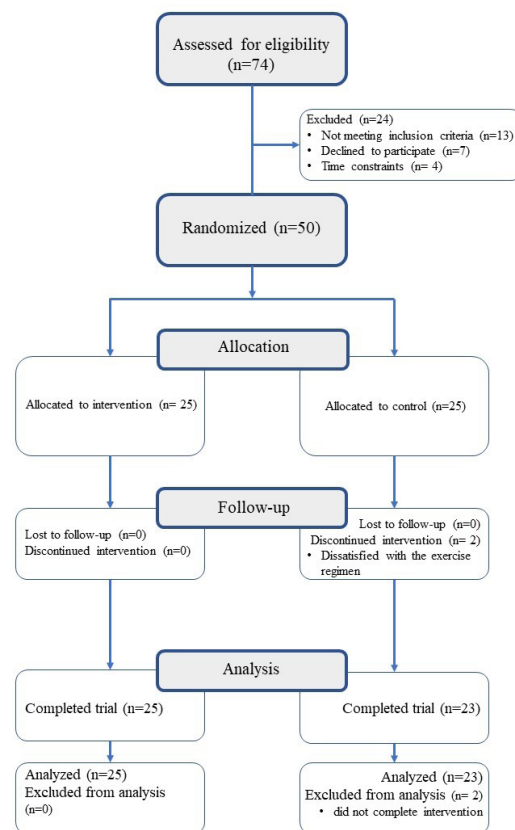 Assessed for eligibility
(n=74)
Excluded (n=24)
• Not meeting inclusion criteria (n=13)
• Declined to participate (n=7)
• Time constraints (n= 4)
Randomized (n=50)
Allocation
Allocated to intervention (n= 25)
Allocated to control (n=25)
Follow-up
Lost to follow-up (n=0)
Discontinued intervention (n=0)
Lost to follow-up (n=0)
Discontinued intervention (n= 2)
• Dissatisfied with the exercise
regimen
Analysis
Completed trial (n=25)
Completed trial (n=23)
Analyzed (n=25)
Excluded from analysis
(n=0)
Analyzed (n=23)
Excluded from analysis (n= 2)
• did not complete intervention